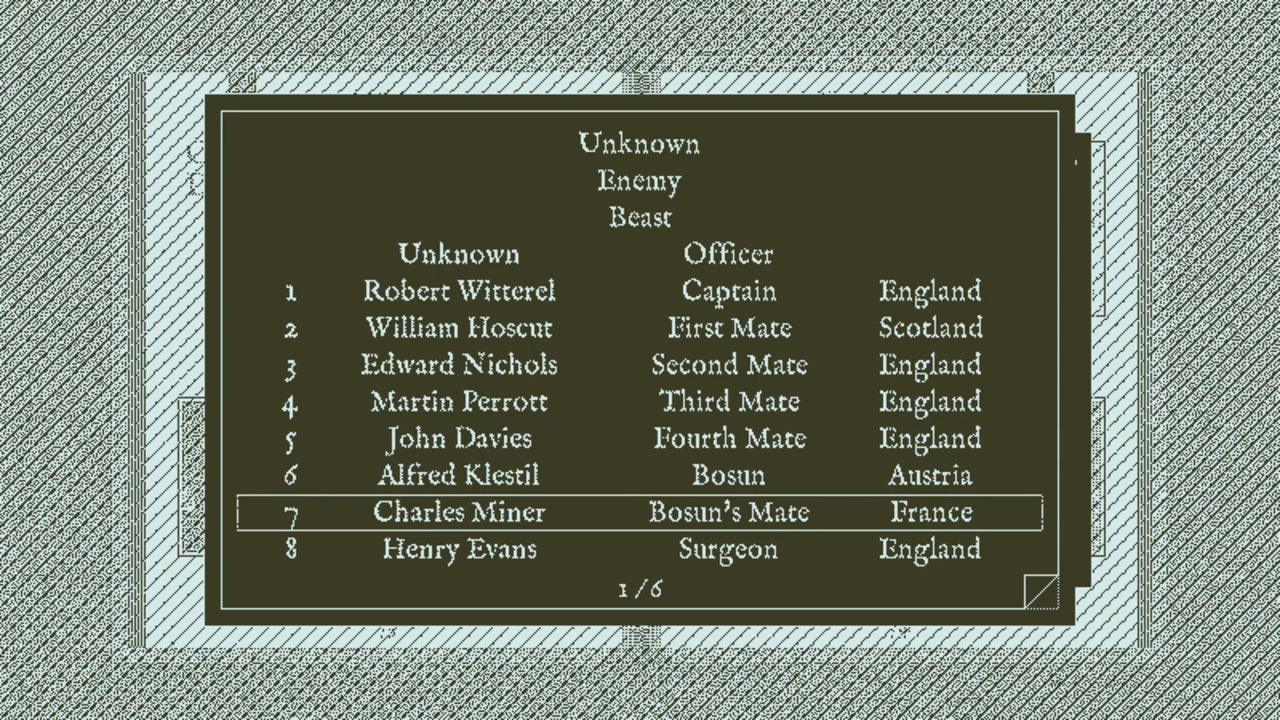 Unknown
Enemy
Beast
Unknown Officer
1 Robert Witterel Captain England
2 William Hoscut First Mate Scotland
3 Edward Nichols Second Mate England
4 Martin Perrott Third Mate England
5 John Davies Fourth Mate England
6 Alfred Klestil Bosun Austria
7 Charles Miner Bosun's Mate France
8 Henry Evans Surgeon England
1/6